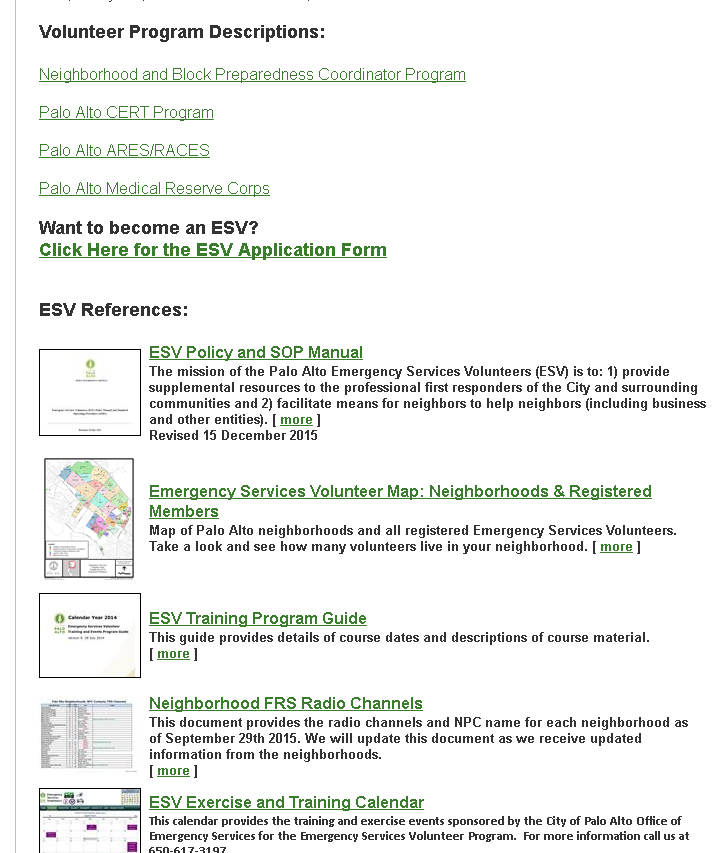 Volunteer Program Descriptions:
Neighborhood and Block Preparedness Coordinator Program
Palo Alto CERT Program
Palo Alto ARES/RACES
Palo Alto Medical Reserve Corps
Want to become an ESV?
Click Here for the ESV Application Form
ESV References:
ESV Policy and SOP Manual
The mission of the Palo Alto Emergency Services Volunteers (ESV) is to: 1) provide
supplemental resources to the professional first responders of the City and surrounding
communities and 2) facilitate means for neighbors to help neighbors (including business
and other entities). [ more ]
Revised 15 December 2015
Emergency Services Volunteer Map: Neighborhoods & Registered
Members
Map of Palo Alto neighborhoods and all registered Emergency Services Volunteers.
Take a look and see how many volunteers live in your neighborhood. [ more ]
Calendar Year 2014
Emergency Services Volunteer
Training and Events Program Guide
ESV Training Program Guide
This guide provides details of course dates and descriptions of course material.
[ more ]
Neighborhood FRS Radio Channels
This document provides the radio channels and NPC name for each neighborhood as
of September 29th 2015. We will update this document as we receive updated
information from the neighborhoods.
[ more ]
ESV Exercise and Training Calendar
This calendar provides the training and exercise events sponsored by the City of Palo Alto Office of
Emergency Services for the Emergency Services Volunteer Program. For more information call us at
650-617-3197